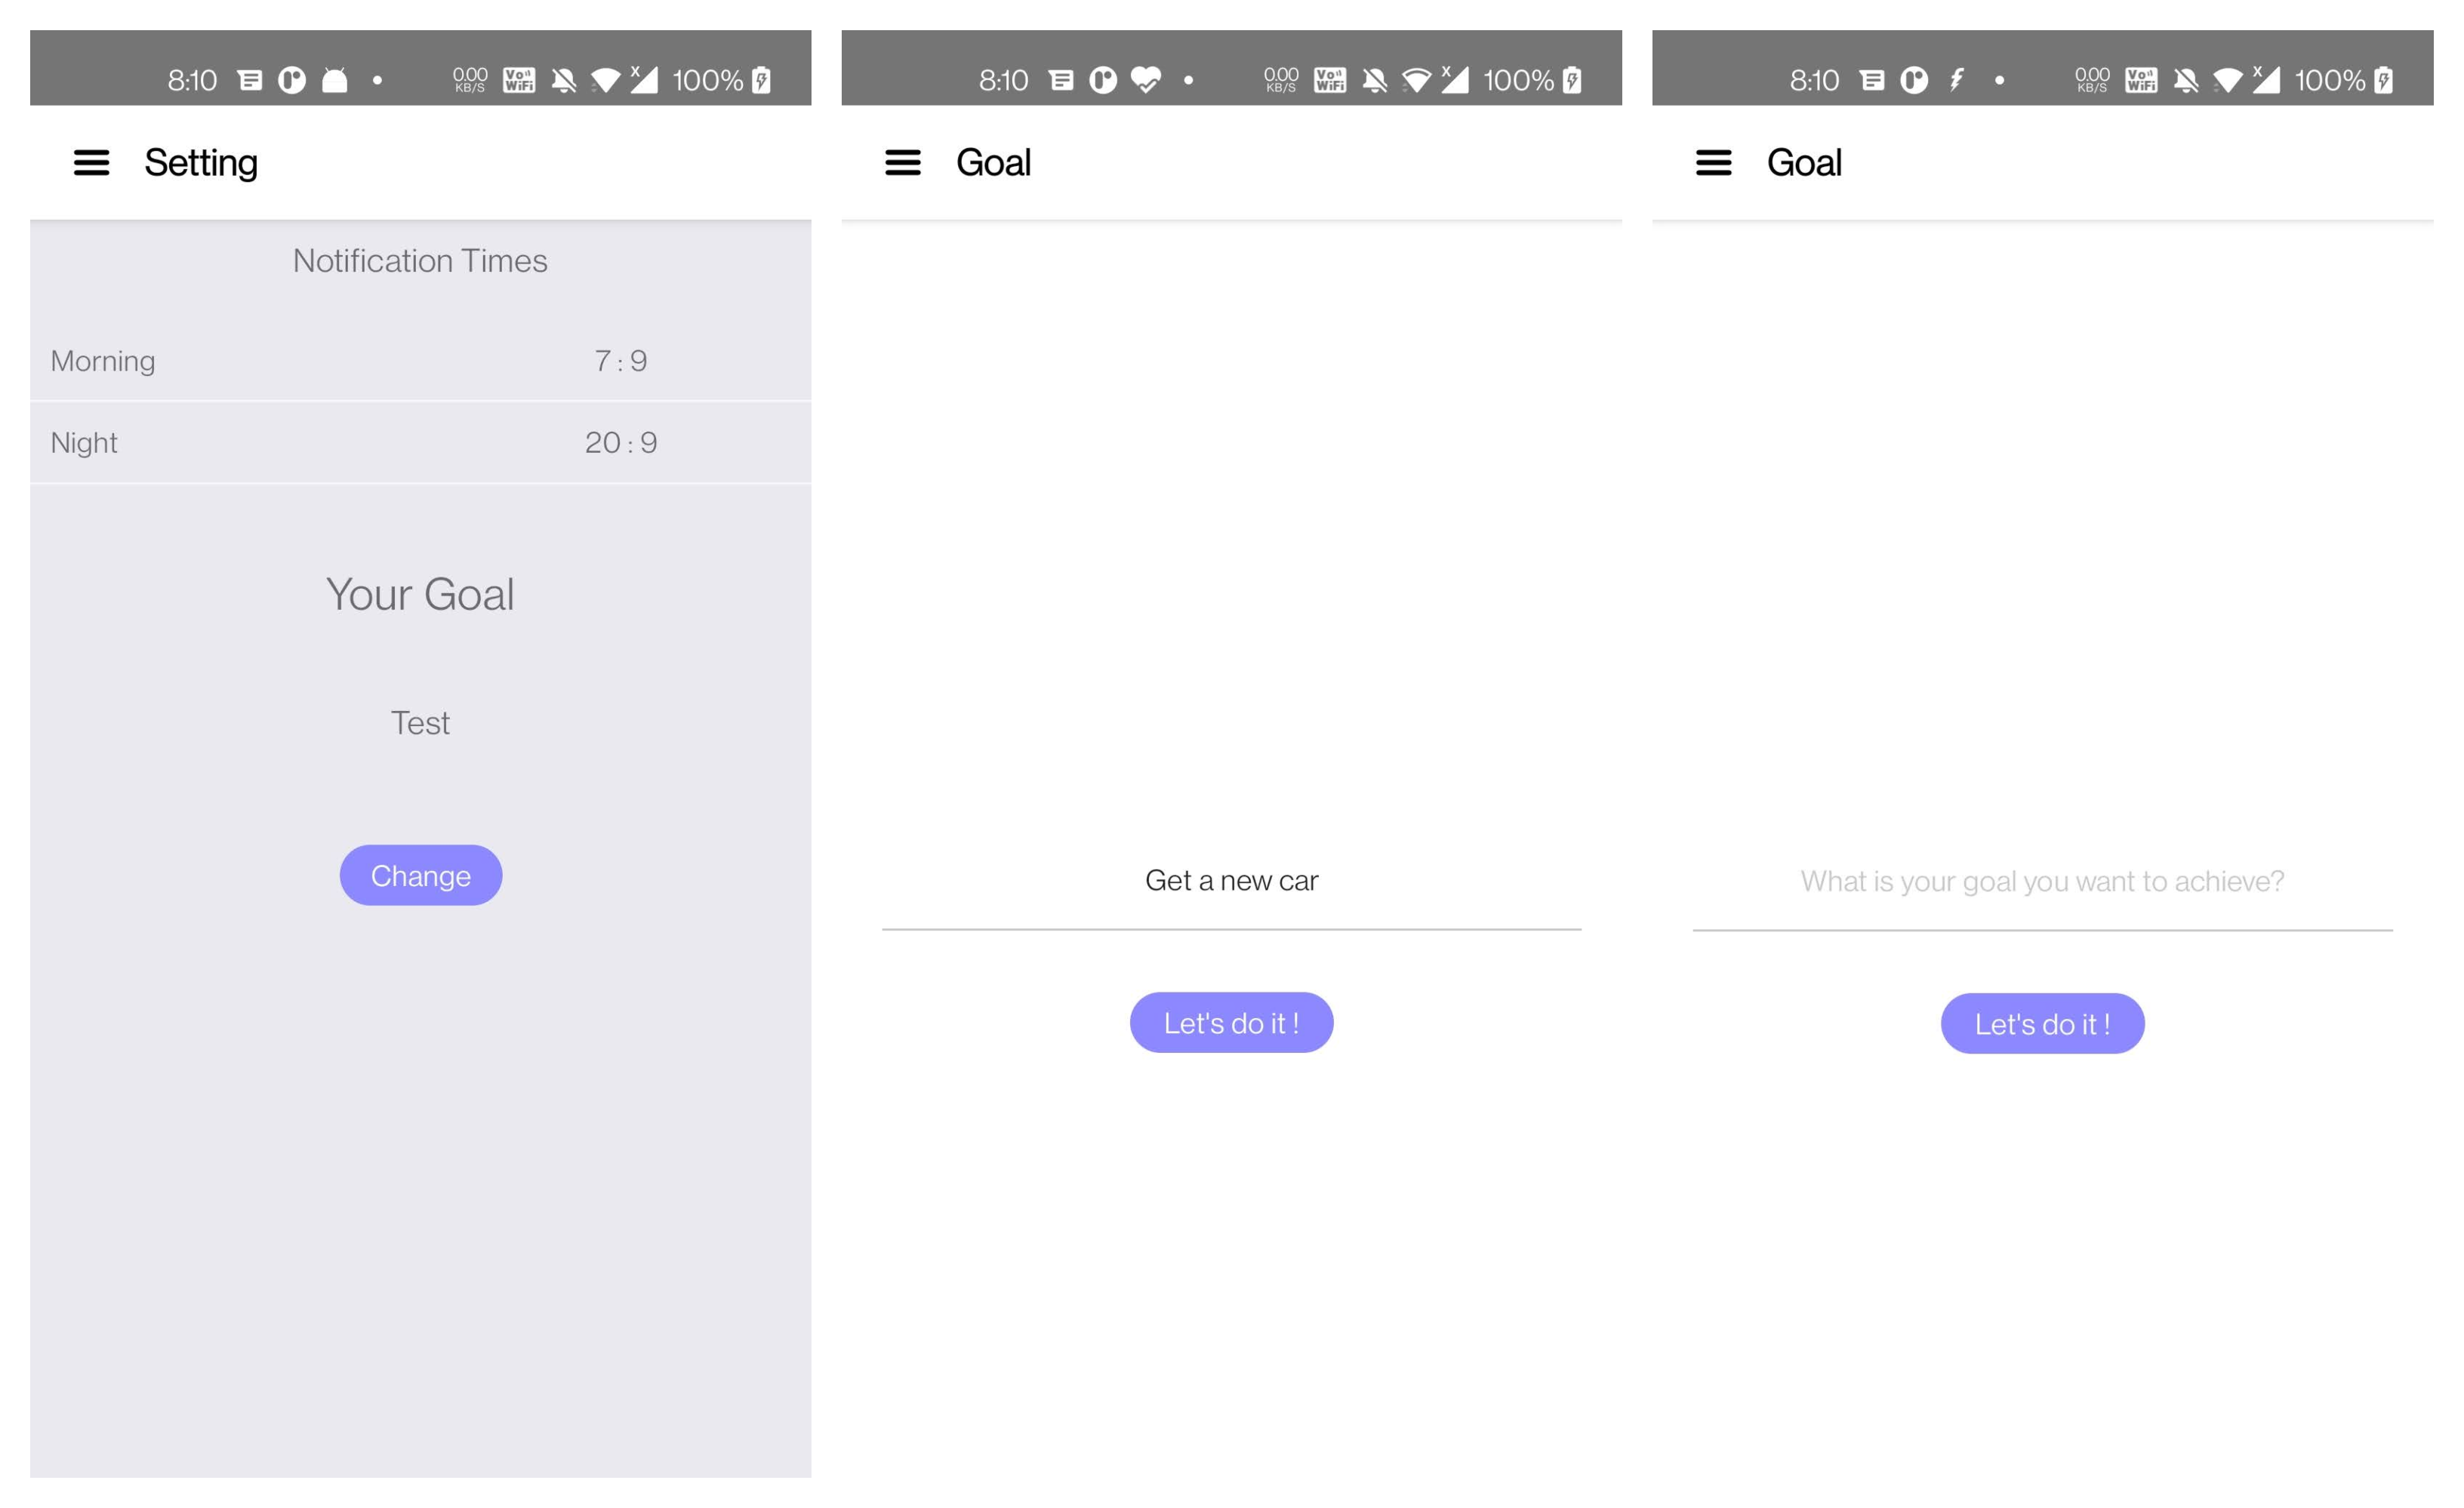 8:10 0.00 KB/S Vo WiFi 100%
Setting
Notification Times
Morning 7 : 9
Night 20 : 9
Your Goal
Test
Change
8:10 0.00 KB/S Vo WiFi 100%
Goal
Get a new car
Let's do it !
8:10 0.00 KB/S Vo WiFi 100%
Goal
What is your goal you want to achieve?
Let's do it !